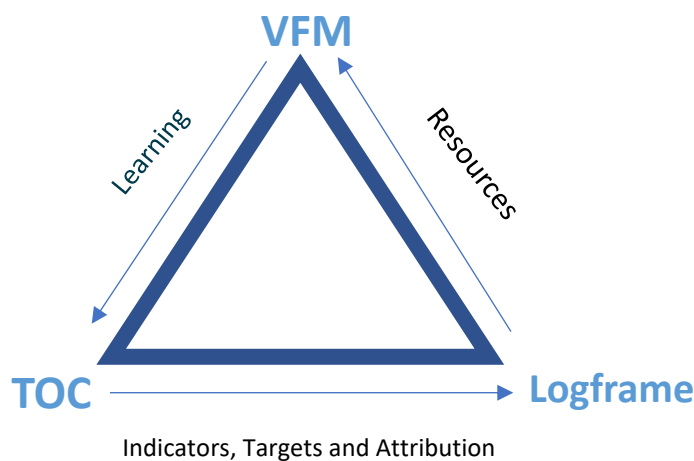 VFM
Learning
Resources
TOC
Logframe
Indicators, Targets and Attribution